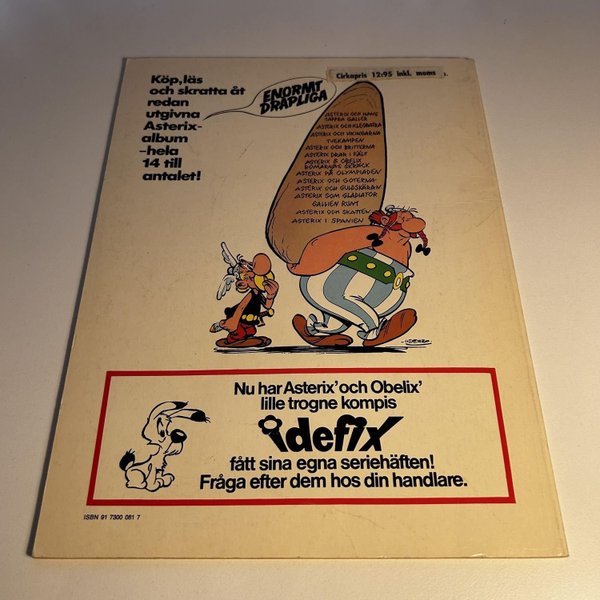 Köp, läs
och skratta åt
redan
utgivna
Asterix-
album
–hela
14 till
antalet!
ENORMT
DRÄPLIGA
Cirkapris 12:95 inkl. moms
ASTERIX OCH HANS
TAPPRA GALLER
ASTERIX OCH KLEOPATRA
ASTERIX OCH VIKINGARNA
TVEKAMPEN
ASTERIX OCH BRITTERNA
ASTERIX DRAR I FÄLT
ASTERIX & OBELIX
ROMARNAS SKRÄCK
ASTERIX PÅ OLYMPIADEN
ASTERIX OCH GOTERNA
ASTERIX OCH GULDSKÄRAN
ASTERIX SOM GLADIATOR
GALLIEN RUNT
ASTERIX OCH SKATTEN
ASTERIX I SPANIEN
Nu har Asterix' och Obelix'
lille trogne kompis
idefix
fått sina egna seriehäften!
Fråga efter dem hos din handlare.
ISBN 91 7300 081 7